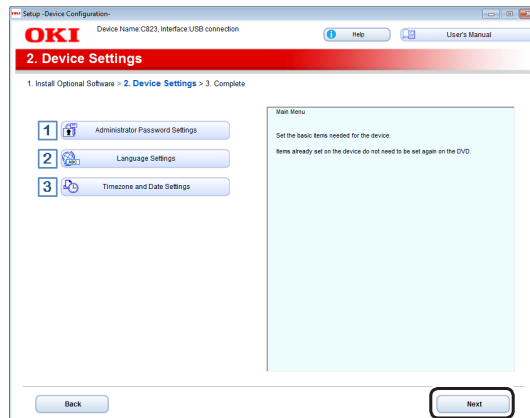 Setup -Device Configuration-
OKI
Device Name:C823, Interface:USB connection
Help
User's Manual
2. Device Settings
1. Install Optional Software > 2. Device Settings > 3. Complete
1 Administrator Password Settings
2 Language Settings
3 Timezone and Date Settings
Main Menu
Set the basic items needed for the device.
Items already set on the device do not need to be set again on the DVD.
Back
Next